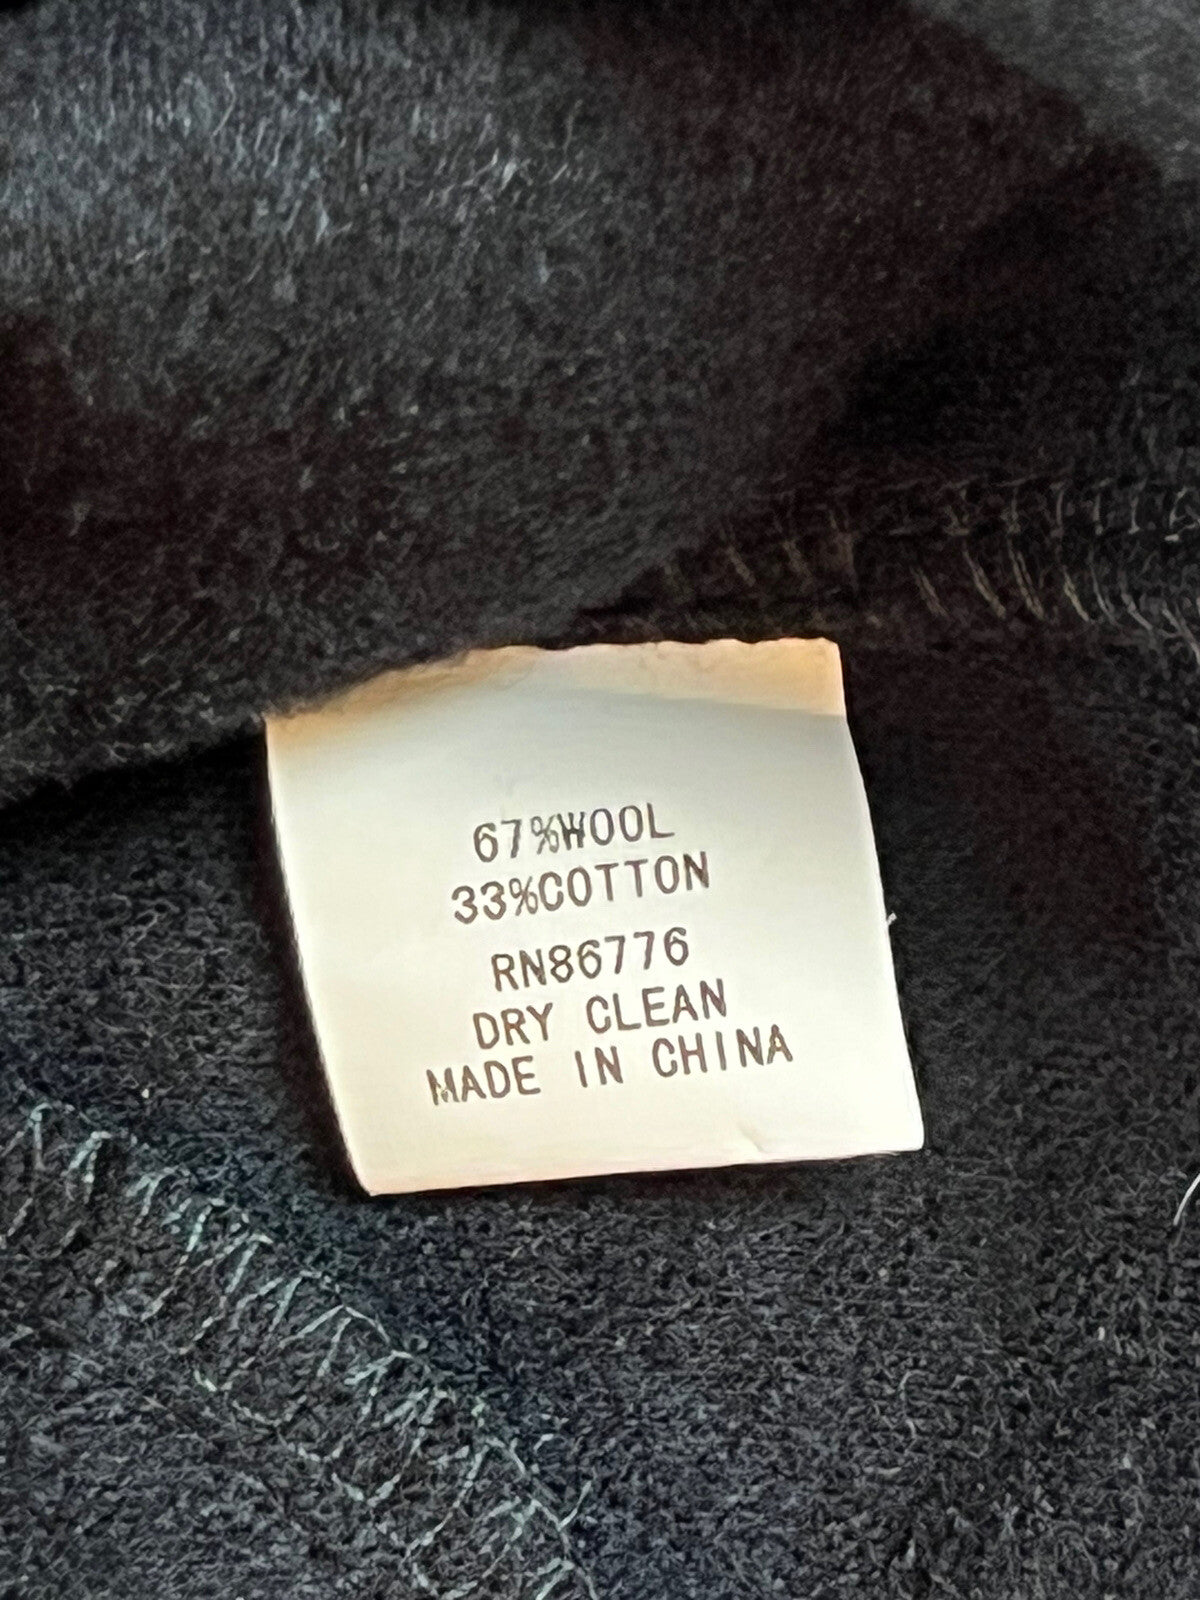 67%WOOL
33%COTTON
RN86776
DRY CLEAN
MADE IN CHINA